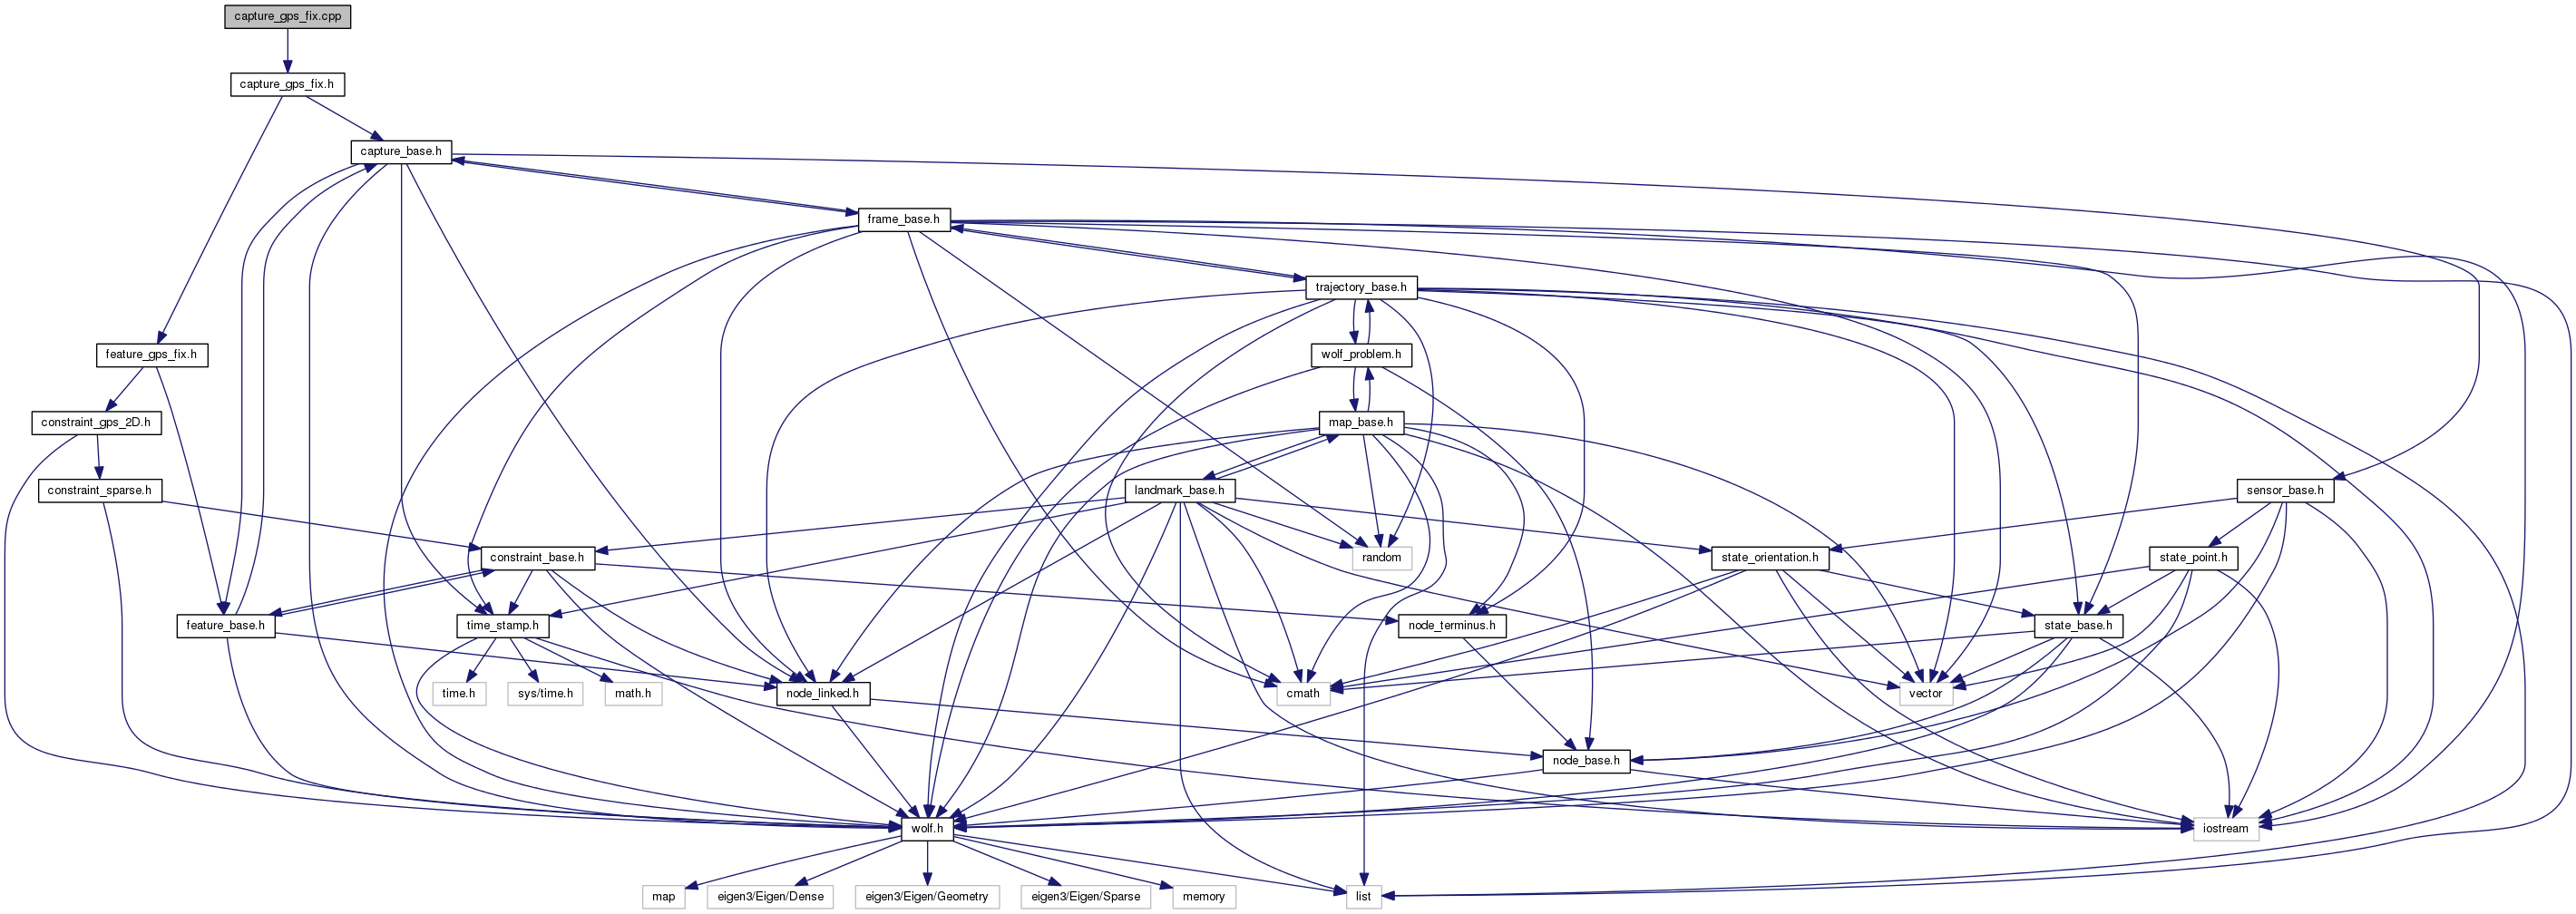 capture_gps_fix.cpp
capture_gps_fix.h
capture_base.h
frame_base.h
trajectory_base.h
feature_gps_fix.h
wolf_problem.h
constraint_gps_2D.h
map_base.h
constraint_sparse.h
landmark_base.h
sensor_base.h
constraint_base.h
random
state_orientation.h
state_point.h
feature_base.h
time_stamp.h
node_terminus.h
state_base.h
time.h
sys/time.h
math.h
node_linked.h
cmath
vector
node_base.h
wolf.h
iostream
map
eigen3/Eigen/Dense
eigen3/Eigen/Geometry
eigen3/Eigen/Sparse
memory
list